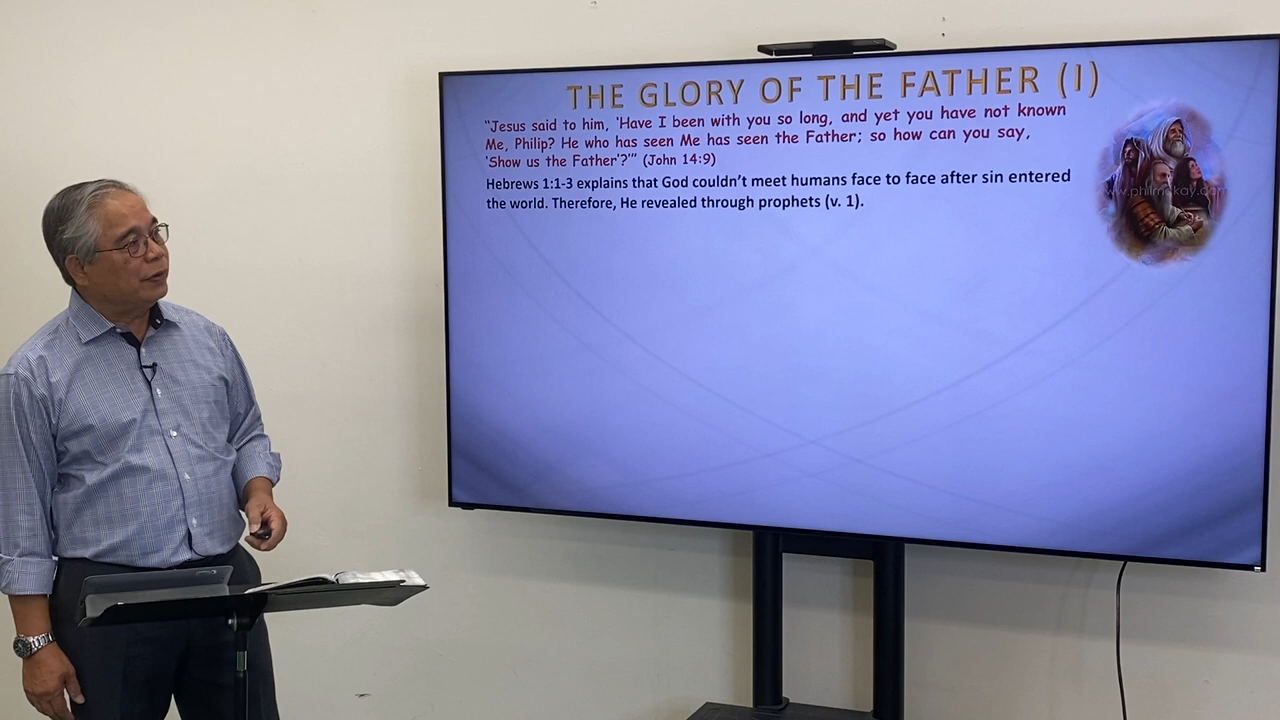 THE GLORY OF THE FATHER (I)
"Jesus said to him, 'Have I been with you so long, and yet you have not known
Me, Philip? He who has seen Me has seen the Father; so how can you say,
'Show us the Father'?'" (John 14:9)
Hebrews 1:1-3 explains that God couldn't meet humans face to face after sin entered
the world. Therefore, He revealed through prophets (v. 1).